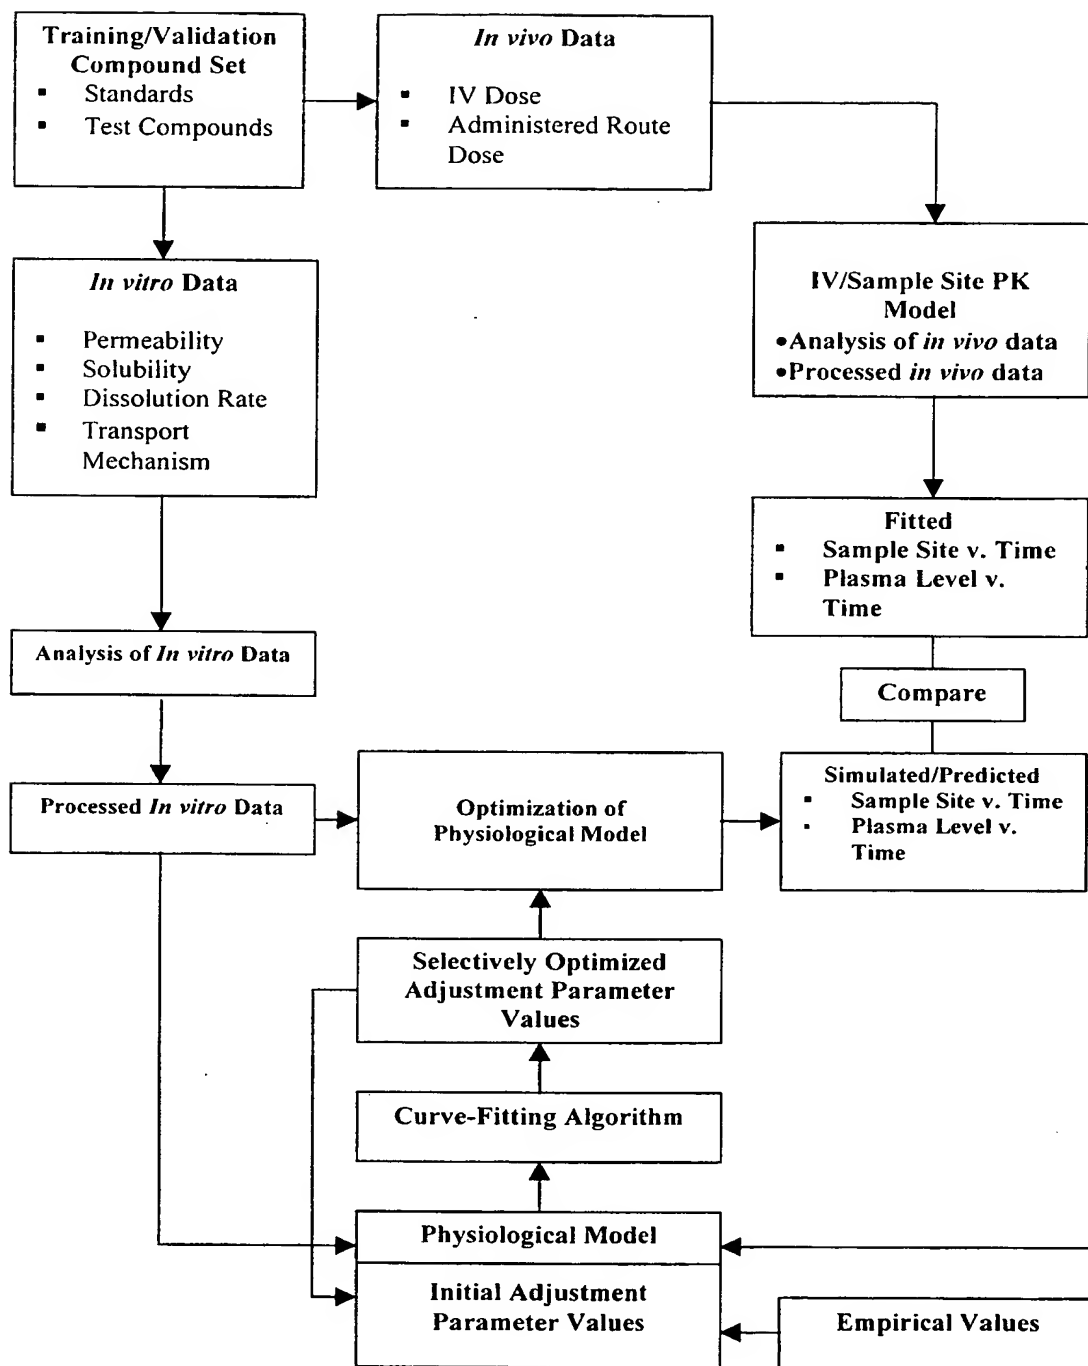 Training/Validation
Compound Set
▪ Standards
▪ Test Compounds
In vivo Data
▪ IV Dose
▪ Administered Route
Dose
In vitro Data
▪ Permeability
▪ Solubility
▪ Dissolution Rate
▪ Transport
Mechanism
IV/Sample Site PK
Model
•Analysis of in vivo data
•Processed in vivo data
Fitted
▪ Sample Site v. Time
▪ Plasma Level v.
Time
Analysis of In vitro Data
Compare
Processed In vitro Data
Optimization of
Physiological Model
Simulated/Predicted
▪ Sample Site v. Time
▪ Plasma Level v.
Time
Selectively Optimized
Adjustment Parameter
Values
Curve-Fitting Algorithm
Physiological Model
Initial Adjustment
Parameter Values
Empirical Values